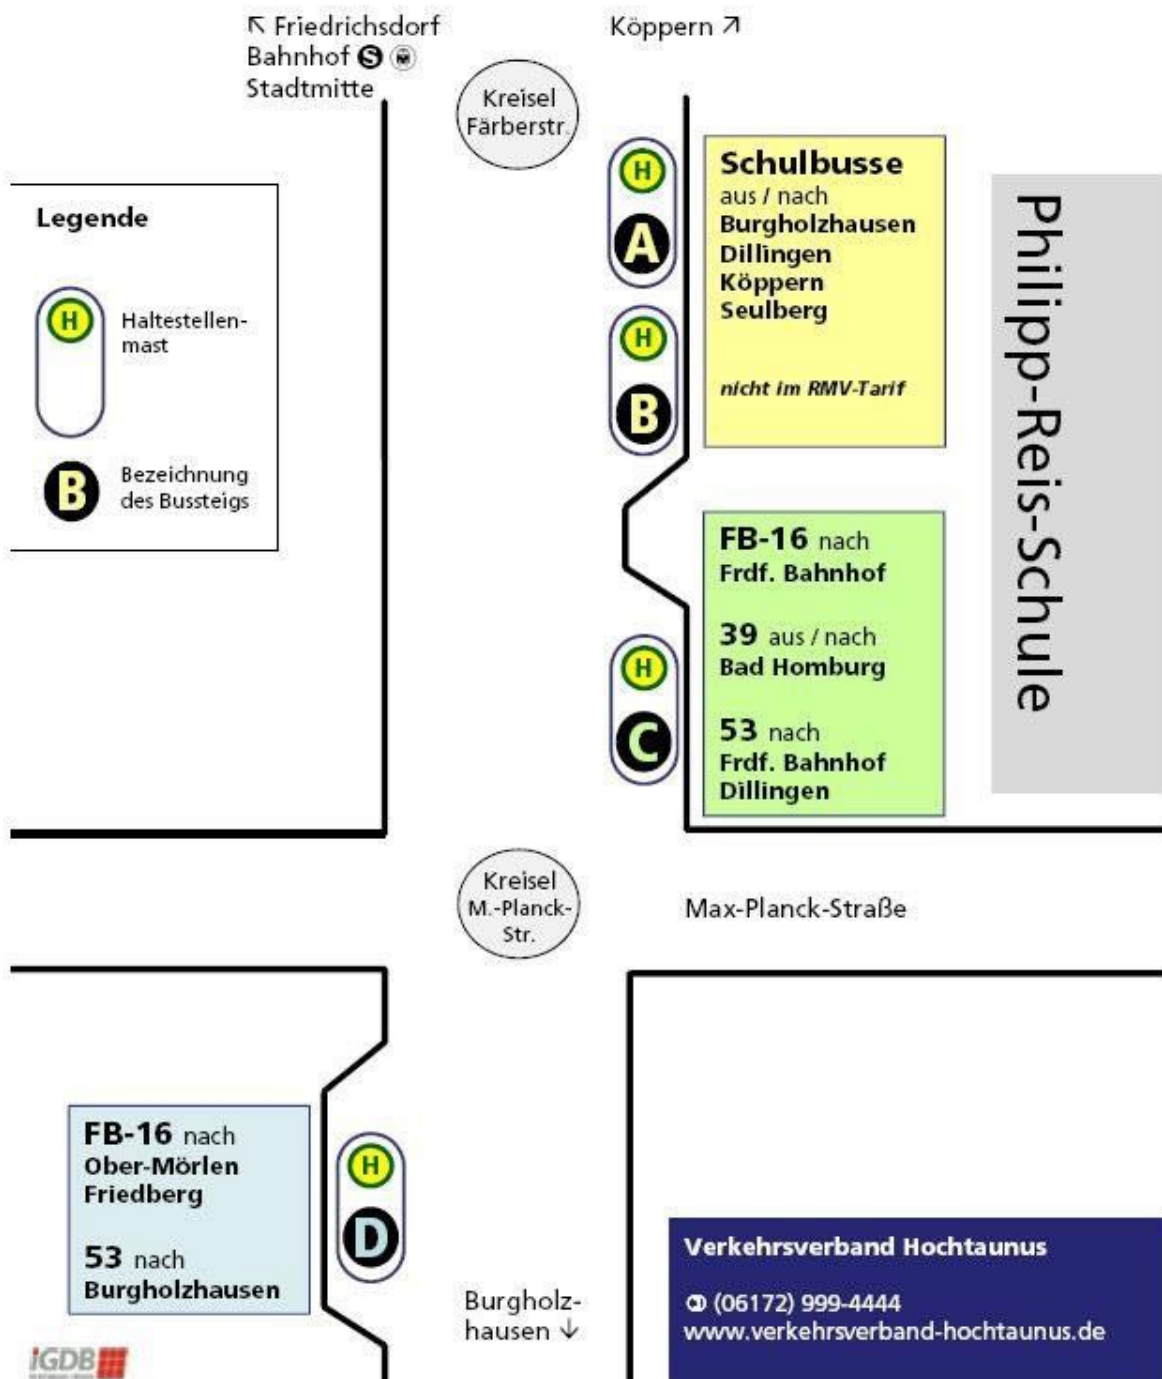 ↖ Friedrichsdorf
Bahnhof S
Stadtmitte
Köppern ↗
Kreisel
Färberstr.
Legende
H
Haltestellen-
mast
B
Bezeichnung
des Bussteigs
H
A
H
B
Schulbusse
aus / nach
Burgholzhausen
Dillingen
Köppern
Seulberg
nicht im RMV-Tarif
Philipp-Reis-Schule
FB-16 nach
Frdf. Bahnhof
39 aus / nach
Bad Homburg
53 nach
Frdf. Bahnhof
Dillingen
H
C
Kreisel
M.-Planck-
Str.
Max-Planck-Straße
FB-16 nach
Ober-Mörlen
Friedberg
53 nach
Burgholzhausen
H
D
Burgholz-
hausen ↓
Verkehrsverband Hochtaunus
(06172) 999-4444
www.verkehrsverband-hochtaunus.de
iGDB